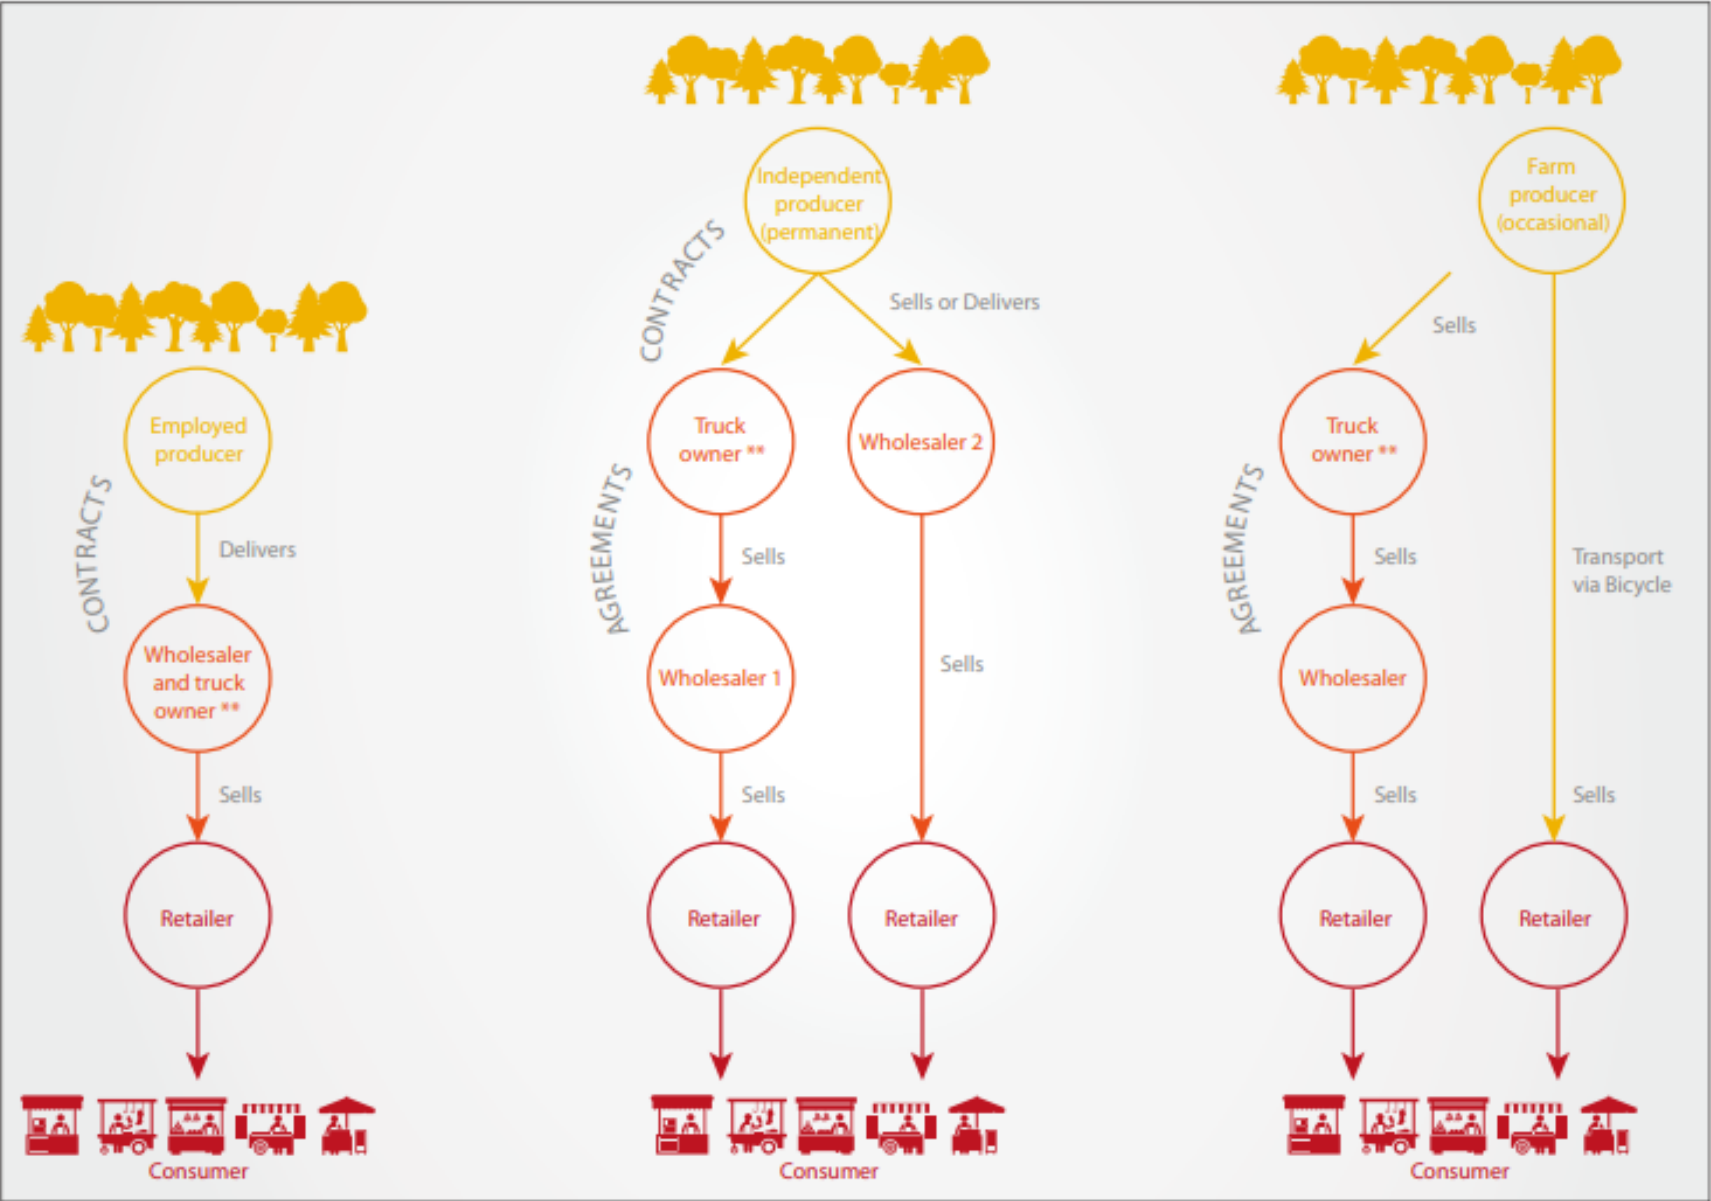 Employed
producer
CONTRACTS
Delivers
Wholesaler
and truck
owner **
Sells
Retailer
Consumer
Independent
producer
(permanent)
CONTRACTS
Sells or Delivers
Truck
owner **
Wholesaler 2
AGREEMENTS
Sells
Wholesaler 1
Sells
Sells
Retailer
Retailer
Consumer
Farm
producer
(occasional)
Sells
Truck
owner **
AGREEMENTS
Sells
Transport
via Bicycle
Wholesaler
Sells
Sells
Retailer
Retailer
Consumer